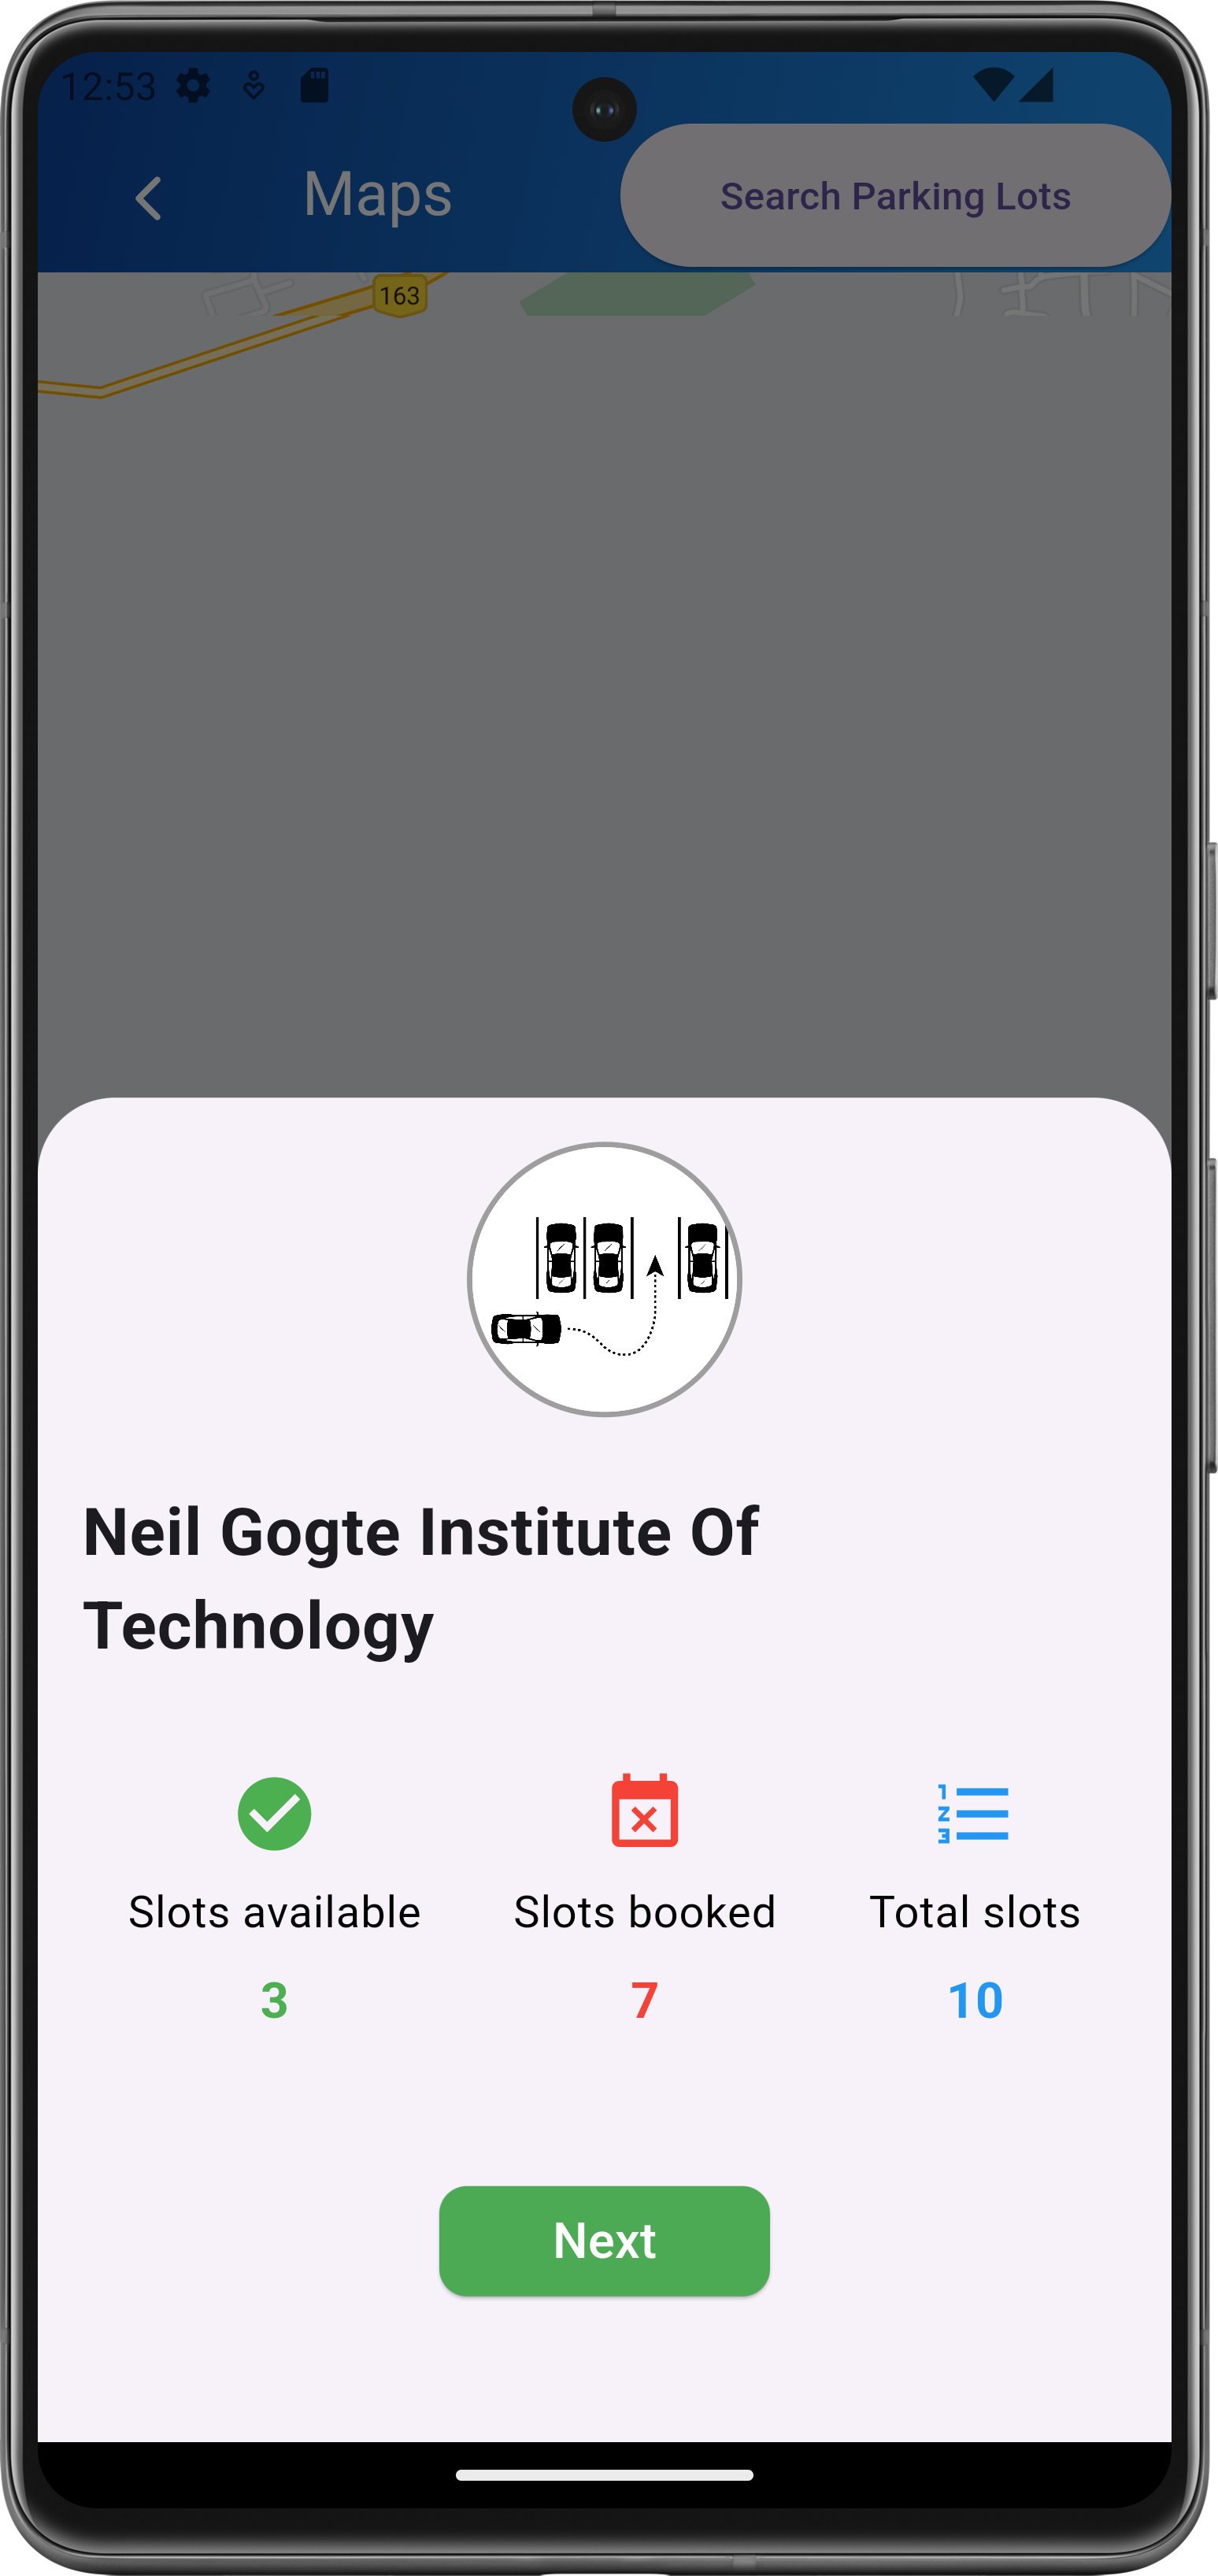 12:53
Maps
Search Parking Lots
163
Neil Gogte Institute Of
Technology
Slots available
Slots booked
Total slots
3
7
10
Next